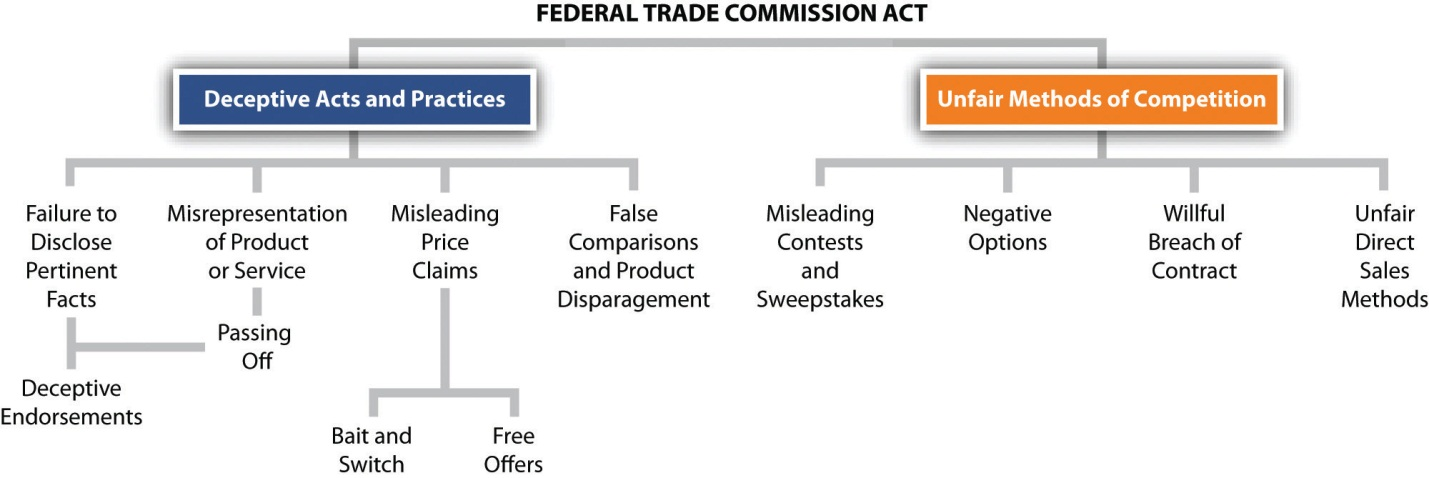 FEDERAL TRADE COMMISSION ACT
Deceptive Acts and Practices
Unfair Methods of Competition
Failure to
Disclose
Pertinent
Facts
Misrepresentation
of Product
or Service
Misleading
Price
Claims
False
Comparisons
and Product
Disparagement
Misleading
Contests
and
Sweepstakes
Negative
Options
Willful
Breach of
Contract
Unfair
Direct
Sales
Methods
Passing
Off
Deceptive
Endorsements
Bait and
Switch
Free
Offers